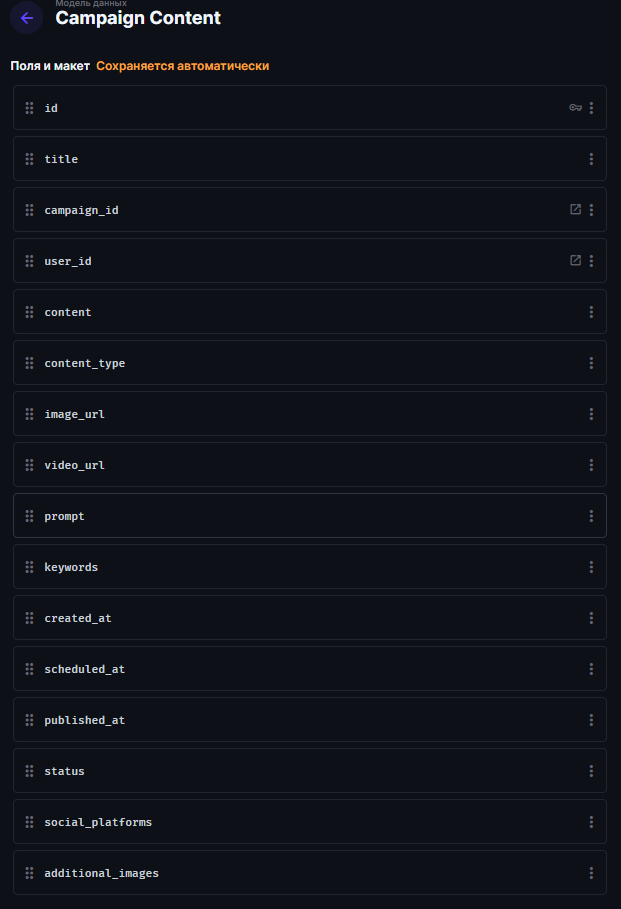 Модель данных
Campaign Content
Поля и макет Сохраняется автоматически
id
title
campaign_id
user_id
content
content_type
image_url
video_url
prompt
keywords
created_at
scheduled_at
published_at
status
social_platforms
additional_images